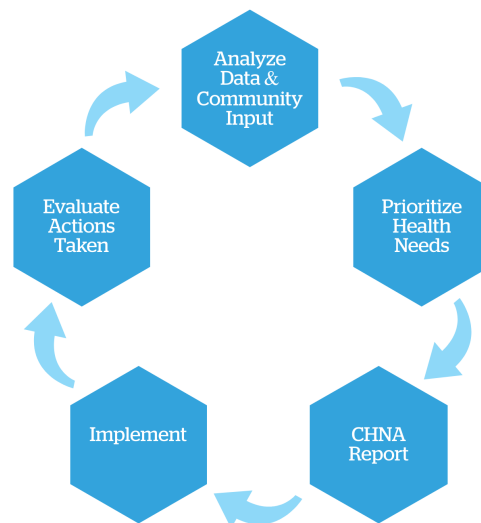 Analyze
Data &
Community
Input
Prioritize
Health
Needs
CHNA
Report
Implement
Evaluate
Actions
Taken